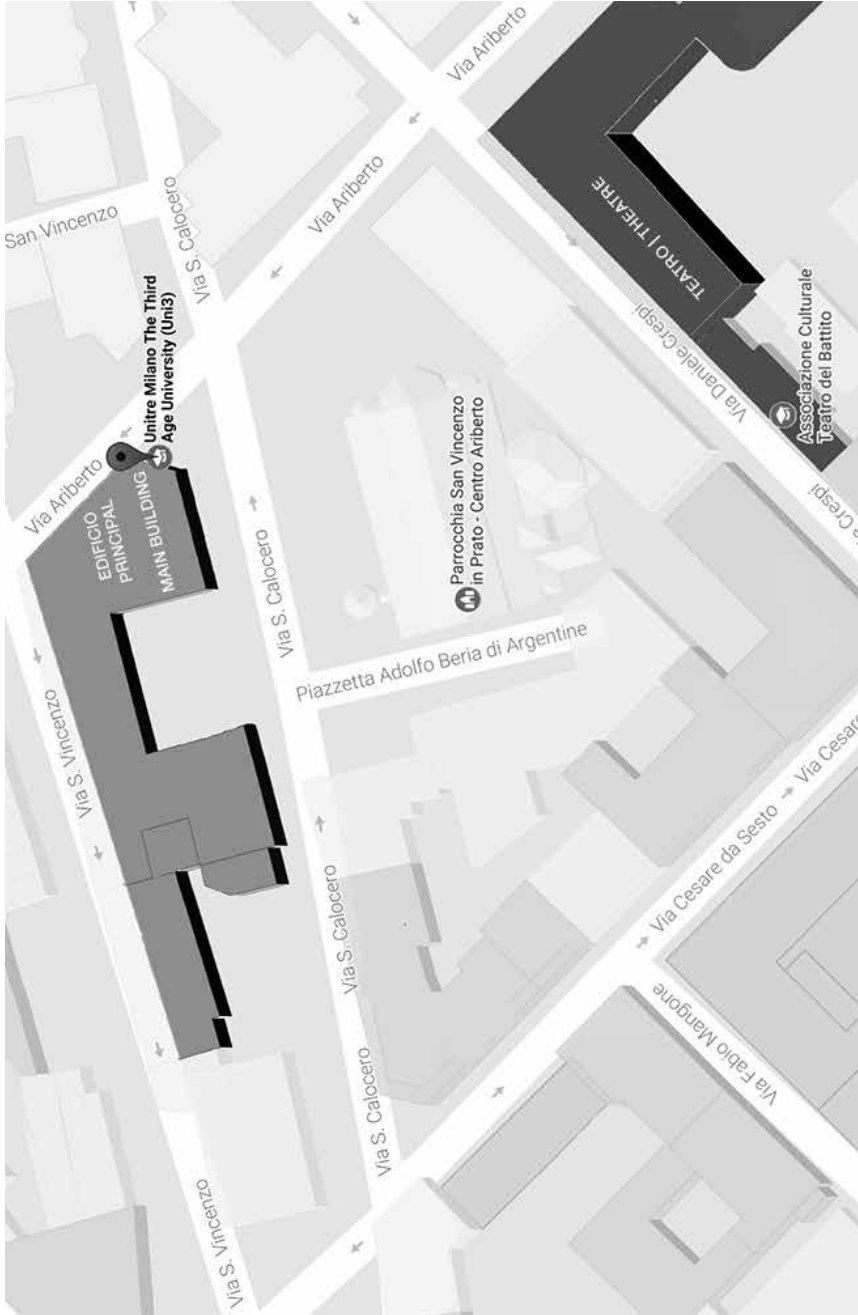 Via Ariberto
San Vincenzo
Via S. Calocero
Via Ariberto
Via Ariberto
Unitre Milano The Third
Age University (Uni3)
EDIFICIO
PRINCIPAL
MAIN BUILDING
TEATRO | THEATRE
Via S. Vincenzo
Via S. Calocero
Parrocchia San Vincenzo
in Prato - Centro Ariberto
Via Daniele Crespi
Associazione Culturale
Teatro del Battito
Crespi
Piazzetta Adolfo Beria di Argentine
Via S. Calocero
Via Cesare da Sesto
Via Cesare
Via Fabio Mangone
Via S. Calocero
Via S. Vincenzo